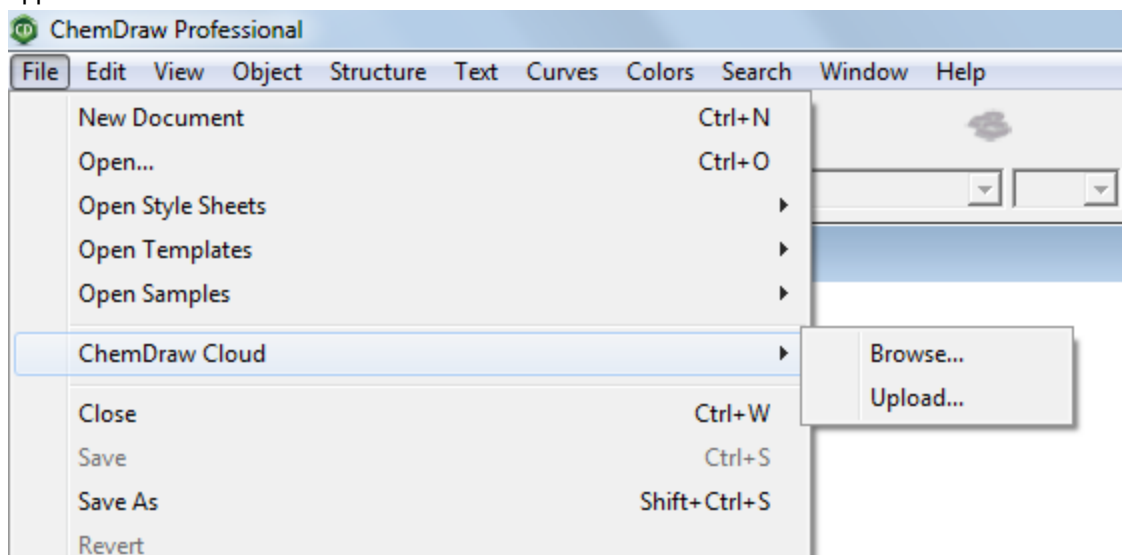 ChemDraw Professional
File Edit View Object Structure Text Curves Colors Search Window Help
New Document Ctrl+N
Open... Ctrl+O
Open Style Sheets
Open Templates
Open Samples
ChemDraw Cloud
Browse...
Upload...
Close Ctrl+W
Save Ctrl+S
Save As Shift+Ctrl+S
Revert